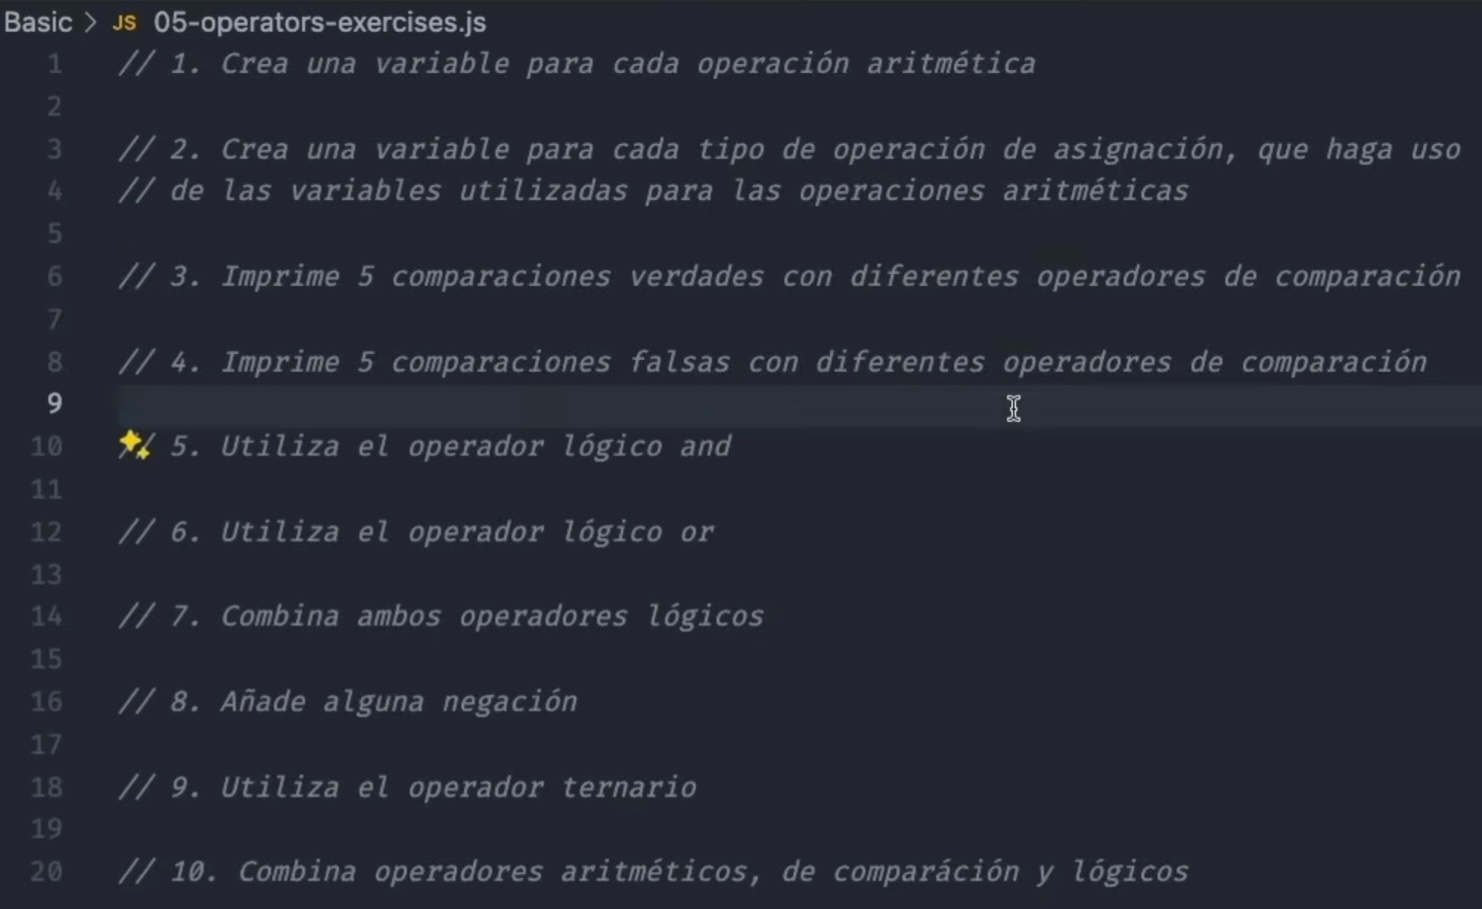 Basic > JS 05-operators-exercises.js
1 // 1. Crea una variable para cada operación aritmética
2
3 // 2. Crea una variable para cada tipo de operación de asignación, que haga uso
4 // de las variables utilizadas para las operaciones aritméticas
5
6 // 3. Imprime 5 comparaciones verdades con diferentes operadores de comparación
7
8 // 4. Imprime 5 comparaciones falsas con diferentes operadores de comparación
9
10 / 5. Utiliza el operador lógico and
11
12 // 6. Utiliza el operador lógico or
13
14 // 7. Combina ambos operadores lógicos
15
16 // 8. Añade alguna negación
17
18 // 9. Utiliza el operador ternario
19
20 // 10. Combina operadores aritméticos, de comparáción y lógicos